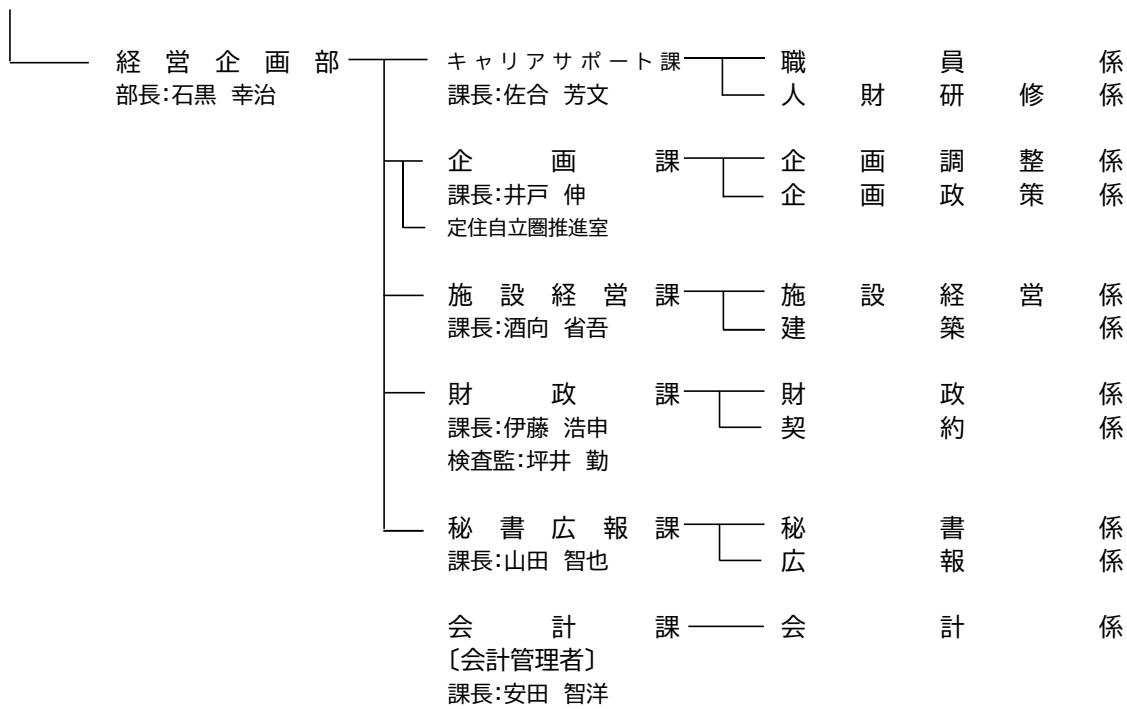 経営企画部 キャリアサポート課 職員係
部長:石黒 幸治 課長:佐合 芳文 人財研修係
企画課 企画調整係
課長:井戸 伸 企画政策係
定住自立圏推進室
施設経営課 施設経営係
課長:酒向 省吾 建築係
財政課 財政係
課長:伊藤 浩申 契約係
検査監:坪井 勤
秘書広報課 秘書係
課長:山田 智也 広報係
会計課 会計係
〔会計管理者〕
課長:安田 智洋